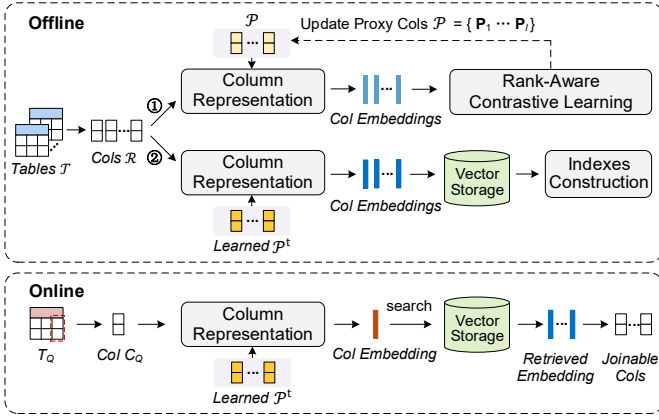 Offline
𝒫
Update Proxy Cols 𝒫 = { P₁ ⋯ Pₗ}
Column
Representation
Col Embeddings
Rank-Aware
Contrastive Learning
①
②
Tables 𝒯
Cols ℛ
Column
Representation
Col Embeddings
Vector
Storage
Indexes
Construction
Learned 𝒫ᵗ
Online
T_Q
Col C_Q
Column
Representation
Learned 𝒫ᵗ
Col Embedding
search
Vector
Storage
Retrieved
Embedding
Joinable
Cols